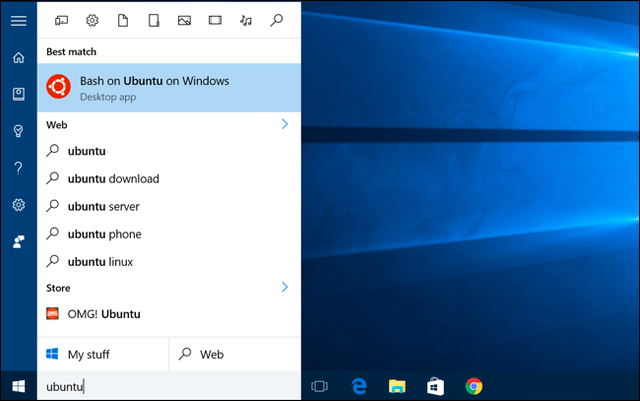 Best match
Bash on Ubuntu on Windows
Desktop app
Web
ubuntu
ubuntu download
ubuntu server
ubuntu phone
ubuntu linux
Store
OMG! Ubuntu
My stuff
Web
ubuntu